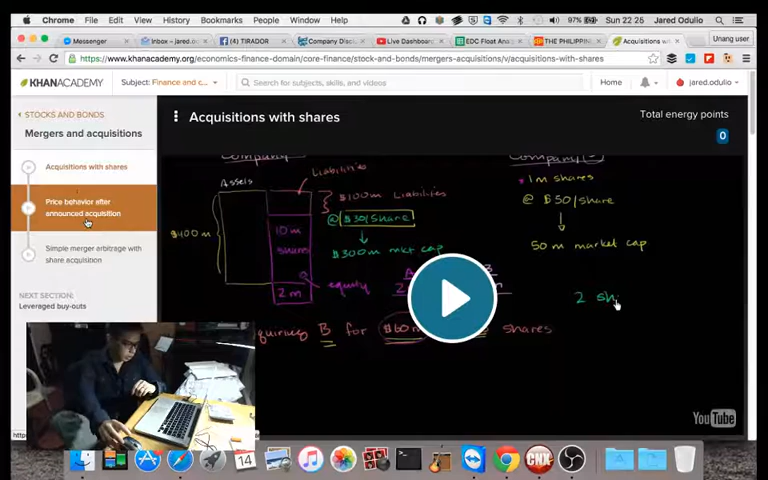 Chrome File Edit View History Bookmarks People Window Help 97% Sun 22 25 Jared Odulio
Messenger Inbox – jared.o Live Dashboard EDC Float Ana THE PHILIPPIN Acquisitions wit Unang user
(4) TIRADOR Company Discl
https://www.khanacademy.org/economics-finance-domain/core-finance/stock-and-bonds/mergers-acquisitions/v/acquisitions-with-shares
KHANACADEMY Subject: Finance and c... Search for subjects, skills, and videos Home jared.odulio
STOCKS AND BONDS
Mergers and acquisitions
Acquisitions with shares
Price behavior after
announced acquisition
Simple merger arbitrage with
share acquisition
NEXT SECTION:
Leveraged buy-outs
Acquisitions with shares
Total energy points
0
Assets
Liabilities
$100m Liabilities
@ $30/share
$400m
10m
shares
$300m mkt cap
equity
2m
1m shares
@ $50/share
50m market cap
2 sh
B for $60m shares
YouTube
14
CNX